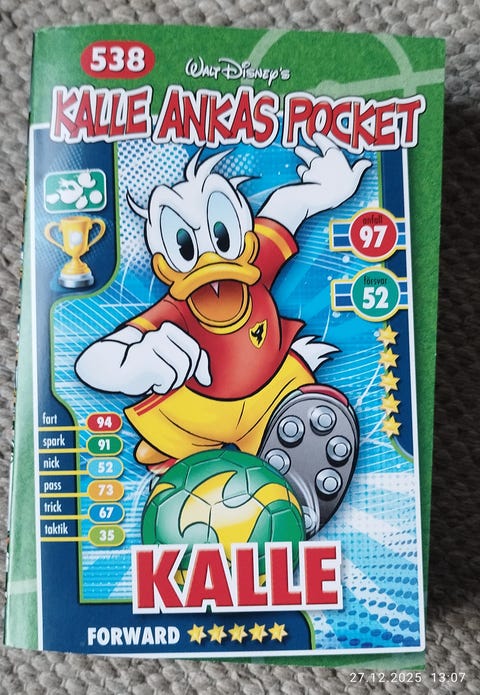 538
WALT DISNEY'S
KALLE ANKAS POCKET
anfall
97
försvar
52
fart 94
spark 91
nick 52
pass 73
trick 67
taktik 35
KALLE
FORWARD
27.12.2025 13:07